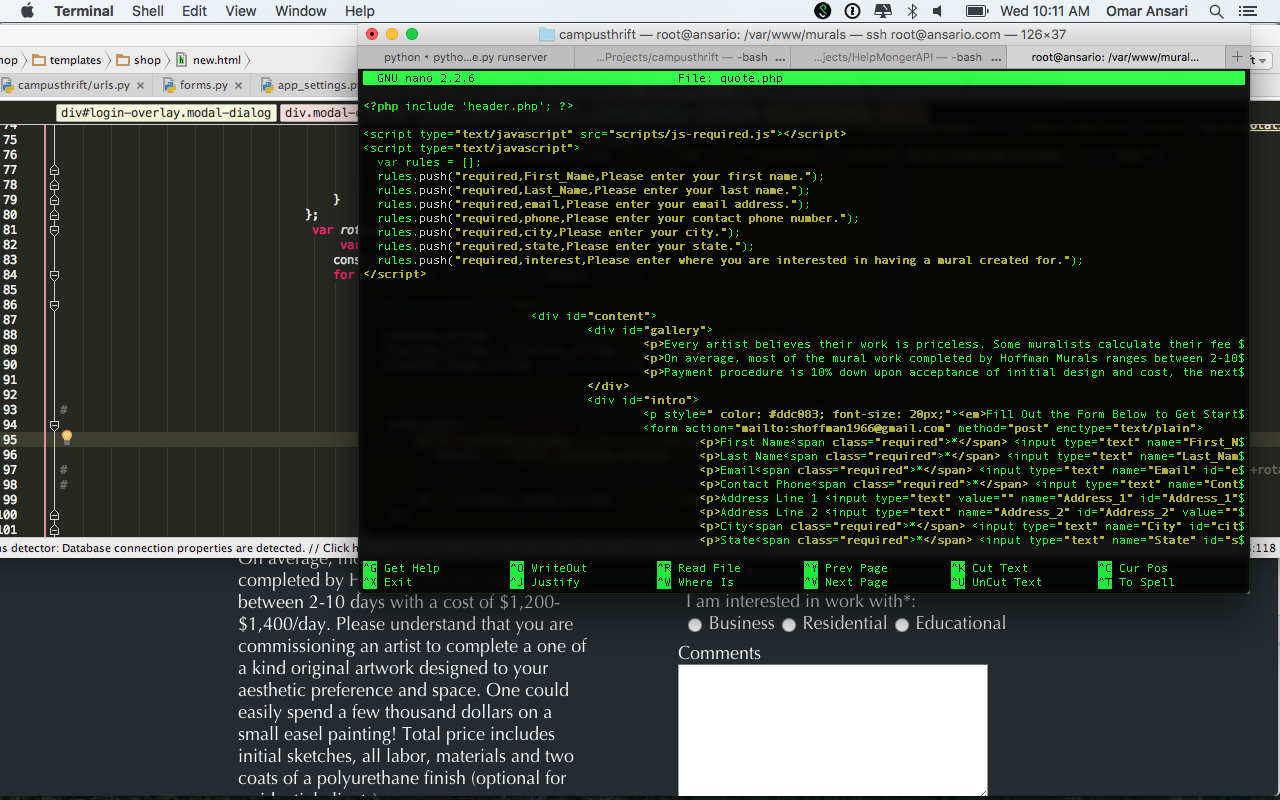 Terminal Shell Edit View Window Help Wed 10:11 AM Omar Ansari
campusthrift — root@ansario: /var/www/murals — ssh root@ansario.com — 126×37
python ‹ pytho...e.py runserver ...Projects/campusthrift — -bash ...jects/HelpMongerAPI — -bash root@ansario: /var/www/mural...
templates shop new.html
campusthrift/urls.py forms.py
div#login-overlay.modal-dialog
GNU nano 2.2.6 File: quote.php
<?php include 'header.php'; ?>
<script type="text/javascript" src="scripts/js-required.js"></script>
<script type="text/javascript">
var rules = [];
rules.push("required,First_Name,Please enter your first name.");
rules.push("required,Last_Name,Please enter your last name.");
rules.push("required,email,Please enter your email address.");
rules.push("required,phone,Please enter your contact phone number.");
rules.push("required,city,Please enter your city.");
rules.push("required,state,Please enter your state.");
rules.push("required,interest,Please enter where you are interested in having a mural created for.");
</script>
<div id="content">
<div id="gallery">
<p>Every artist believes their work is priceless. Some muralists calculate their fee $
<p>On average, most of the mural work completed by Hoffman Murals ranges between 2-10$
<p>Payment procedure is 10% down upon acceptance of initial design and cost, the next$
</div>
<div id="intro">
<p style=" color: #ddc083; font-size: 20px;"><em>Fill Out the Form Below to Get Start$
<form action="mailto:shoffman1966@gmail.com" method="post" enctype="text/plain">
<p>First Name<span class="required">*</span> <input type="text" name="First_N$
<p>Last Name<span class="required">*</span> <input type="text" name="Last_Nam$
<p>Email<span class="required">*</span> <input type="text" name="Email" id="e$
<p>Contact Phone<span class="required">*</span> <input type="text" name="Cont$
<p>Address Line 1 <input type="text" value="" name="Address_1" id="Address_1"$
<p>Address Line 2 <input type="text" name="Address_2" id="Address_2" value=""$
<p>City<span class="required">*</span> <input type="text" name="City" id="cit$
<p>State<span class="required">*</span> <input type="text" name="State" id="s$
^G Get Help ^O WriteOut ^R Read File ^Y Prev Page ^K Cut Text ^C Cur Pos
^X Exit ^J Justify ^W Where Is ^V Next Page ^U UnCut Text ^T To Spell
75
76
77
78
79 }
80 };
81 var
82
83
84 for
85
86
87
88
89
90
91
92
93 #
94
95
96
97 #
98 #
99
100
101
detector: Database connection properties are detected. // Click
:118
completed by
between 2-10 days with a cost of $1,200-
$1,400/day. Please understand that you are
commissioning an artist to complete a one of
a kind original artwork designed to your
aesthetic preference and space. One could
easily spend a few thousand dollars on a
small easel painting! Total price includes
initial sketches, all labor, materials and two
coats of a polyurethane finish (optional for
I am interested in work with*:
Business Residential Educational
Comments